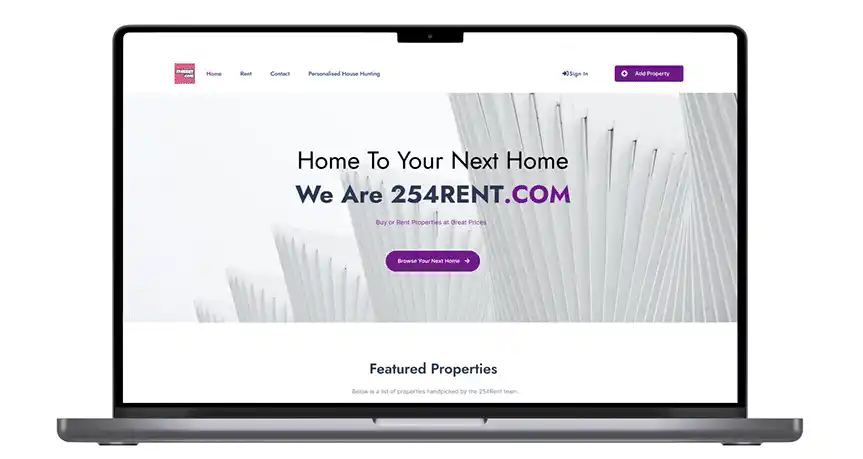 Home Rent Contact Personalised House Hunting Sign In Add Property
Home To Your Next Home
We Are 254RENT.COM
Buy or Rent Properties at Great Prices
Browse Your Next Home
Featured Properties
Below is a list of properties handpicked by the 254Rent team.